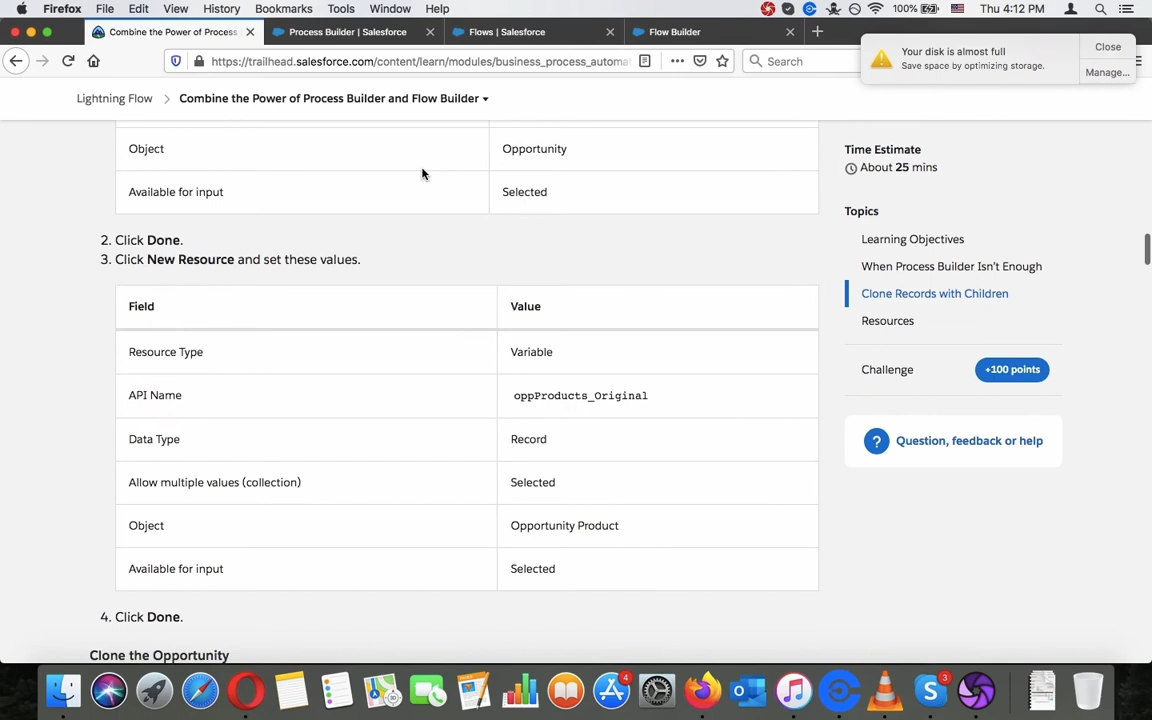 Firefox File Edit View History Bookmarks Tools Window Help 100% Thu 4:12 PM
Combine the Power of Process Process Builder | Salesforce Flows | Salesforce Flow Builder
Your disk is almost full
Save space by optimizing storage.
Close
Manage...
https://trailhead.salesforce.com/content/learn/modules/business_process_automat
Search
Lightning Flow Combine the Power of Process Builder and Flow Builder
Object Opportunity
Available for input Selected
2. Click Done.
3. Click New Resource and set these values.
Field Value
Resource Type Variable
API Name oppProducts_Original
Data Type Record
Allow multiple values (collection) Selected
Object Opportunity Product
Available for input Selected
4. Click Done.
Clone the Opportunity
Time Estimate
About 25 mins
Topics
Learning Objectives
When Process Builder Isn't Enough
Clone Records with Children
Resources
Challenge +100 points
? Question, feedback or help
4
3